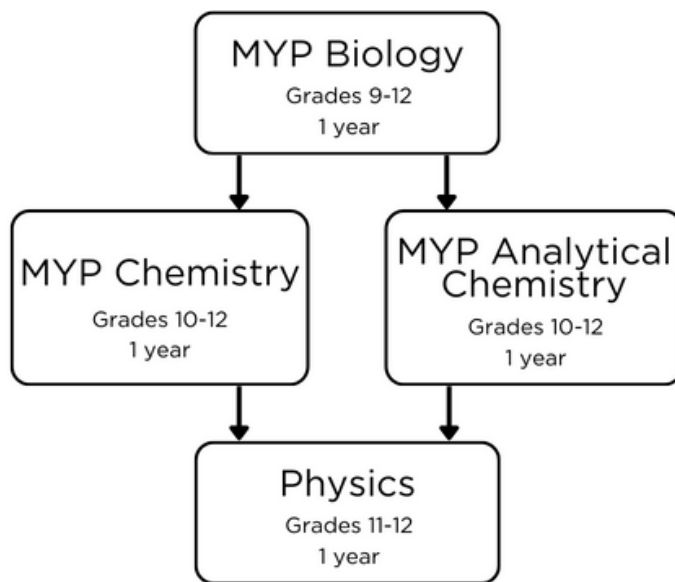 MYP Biology
Grades 9-12
1 year
MYP Chemistry
Grades 10-12
1 year
MYP Analytical
Chemistry
Grades 10-12
1 year
Physics
Grades 11-12
1 year